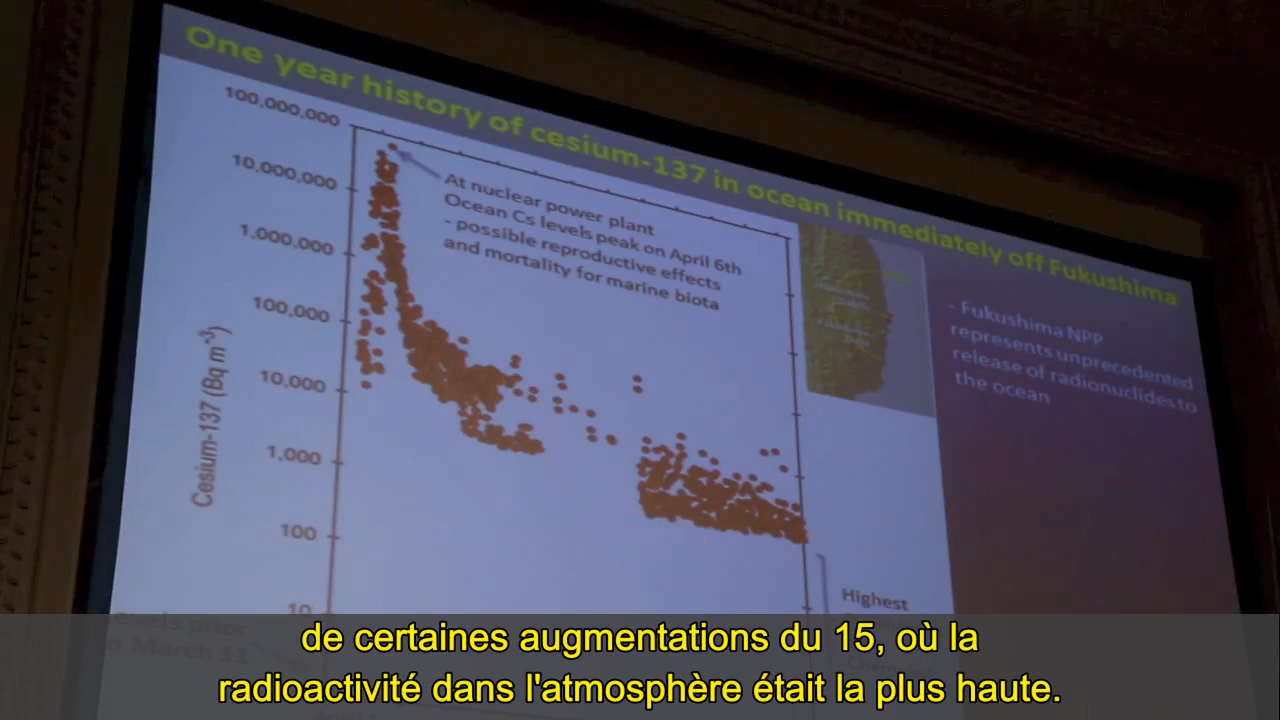 One year history of cesium-137 in ocean immediately off Fukushima
100,000,000
10,000,000
1,000,000
100,000
10,000
1,000
100
10
Cesium-137 (Bq m-3)
At nuclear power plant
Ocean Cs levels peak on April 6th
- possible reproductive effects
and mortality for marine biota
- Fukushima NPP
represents unprecedented
release of radionuclides to
the ocean
Highest
levels prior
to March 11
de certaines augmentations du 15, où la
radioactivité dans l'atmosphère était la plus haute.